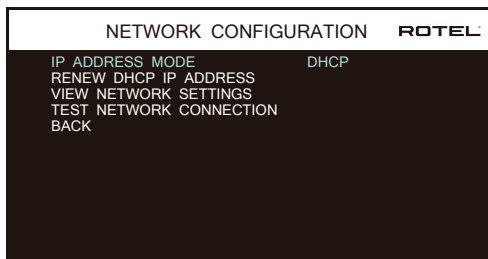 NETWORK CONFIGURATION ROTEL
IP ADDRESS MODE DHCP
RENEW DHCP IP ADDRESS
VIEW NETWORK SETTINGS
TEST NETWORK CONNECTION
BACK